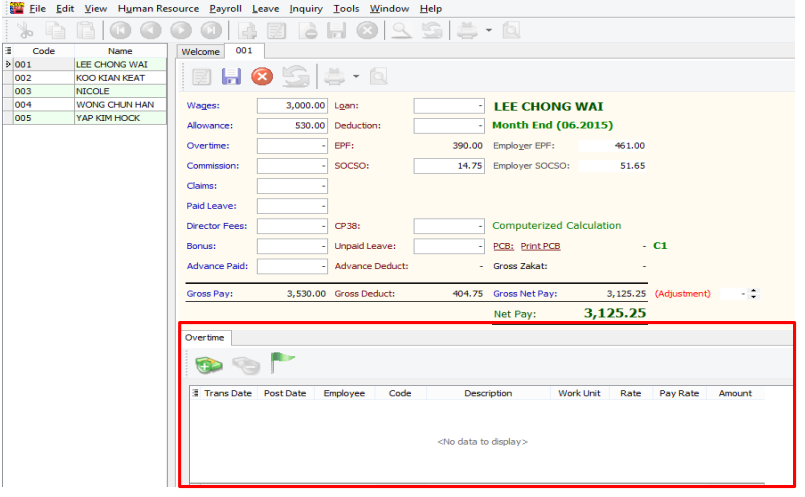 File Edit View Human Resource Payroll Leave Inquiry Tools Window Help
Code Name
001 LEE CHONG WAI
002 KOO KIAN KEAT
003 NICOLE
004 WONG CHUN HAN
005 YAP KIM HOCK
Welcome 001
Wages: 3,000.00 Loan: - LEE CHONG WAI
Allowance: 530.00 Deduction: - Month End (06.2015)
Overtime: - EPF: 390.00 Employer EPF: 461.00
Commission: - SOCSO: 14.75 Employer SOCSO: 51.65
Claims: -
Paid Leave: -
Director Fees: - CP38: - Computerized Calculation
Bonus: - Unpaid Leave: - PCB: Print PCB - C1
Advance Paid: - Advance Deduct: - Gross Zakat: -
Gross Pay: 3,530.00 Gross Deduct: 404.75 Gross Net Pay: 3,125.25 (Adjustment) -
Net Pay: 3,125.25
Overtime
Trans Date Post Date Employee Code Description Work Unit Rate Pay Rate Amount
<No data to display>